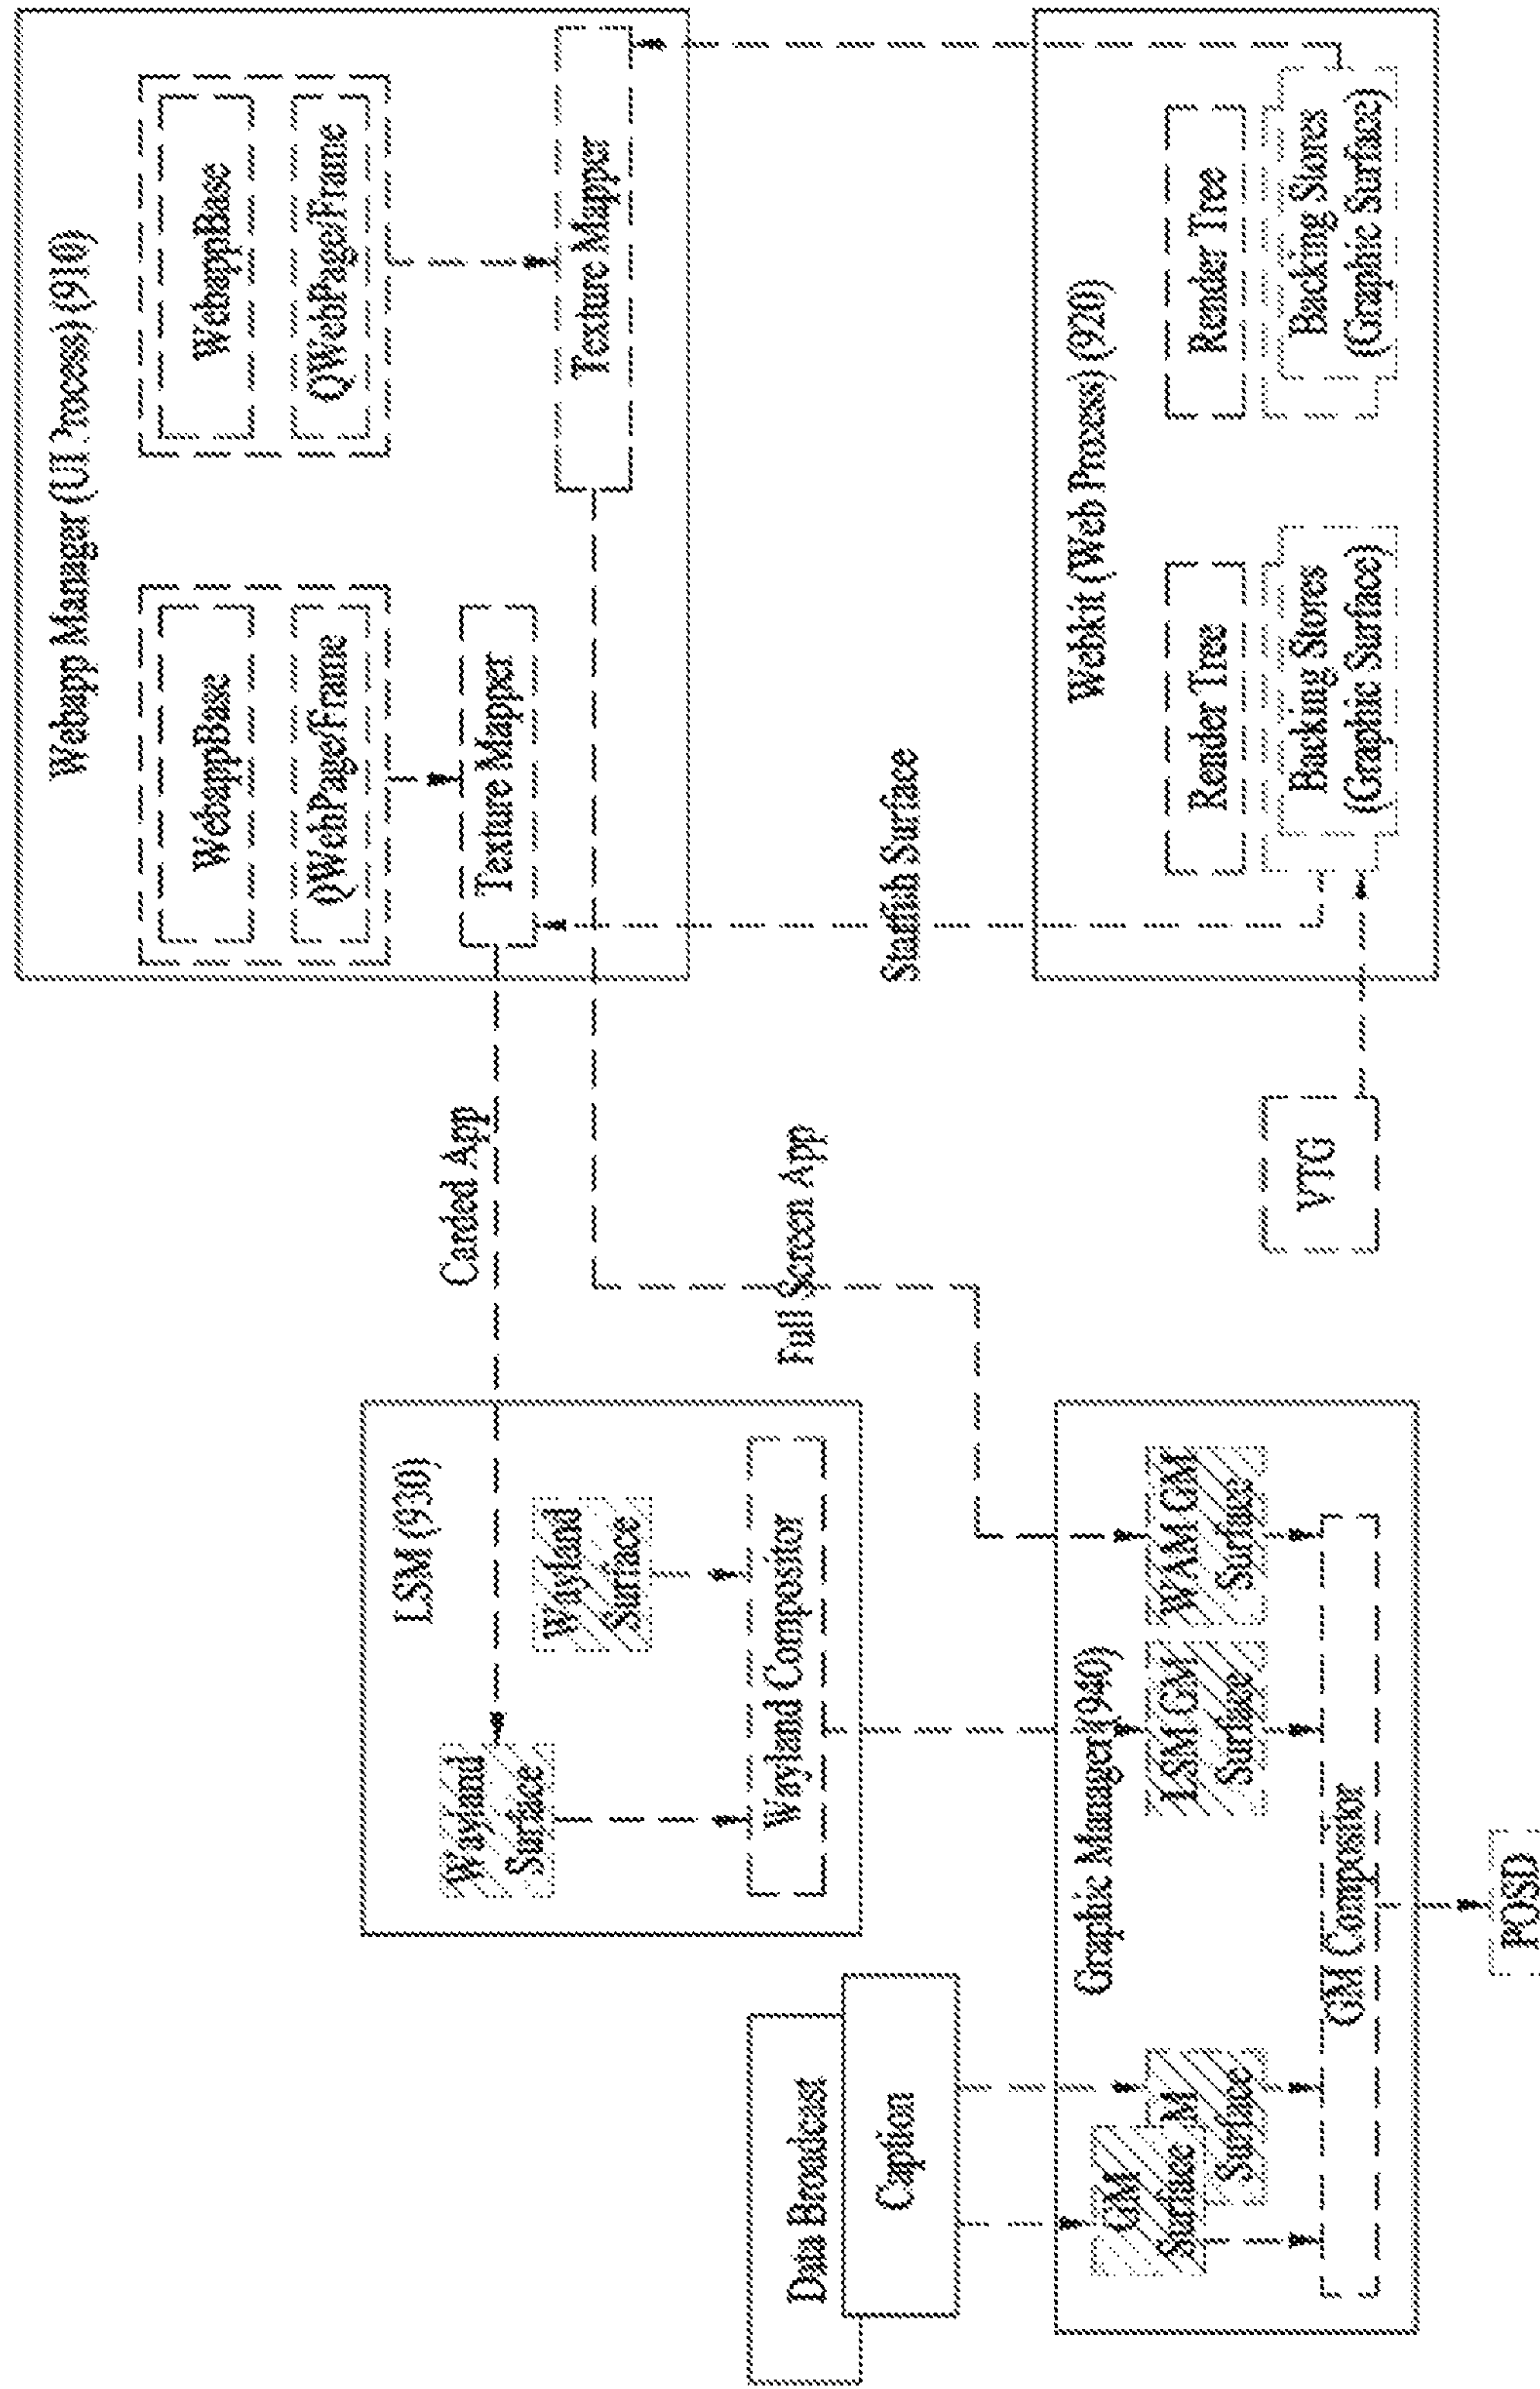 Webapp Manager (UI Process) (910)
WebappBase
QWebPage/Frame
Texture Mapper
WebappBase
QWebPage/Frame
Texture Mapper
Carded App
Full Screen App
Starfish Surface
Webkit (Web Process) (920)
Render Tree
Backing Stores
(Graphic Surface)
Render Tree
Backing Stores
(Graphic Surface)
VTG
LSM (930)
Wayland
Surface
Wayland
Surface
Wayland Compositor
Data Broadcast
Caption
Graphic Manager(940)
GM
Surface
M
Surface
LSM GM
Surface
WAM GM
Surface
GM Compositor
POSD